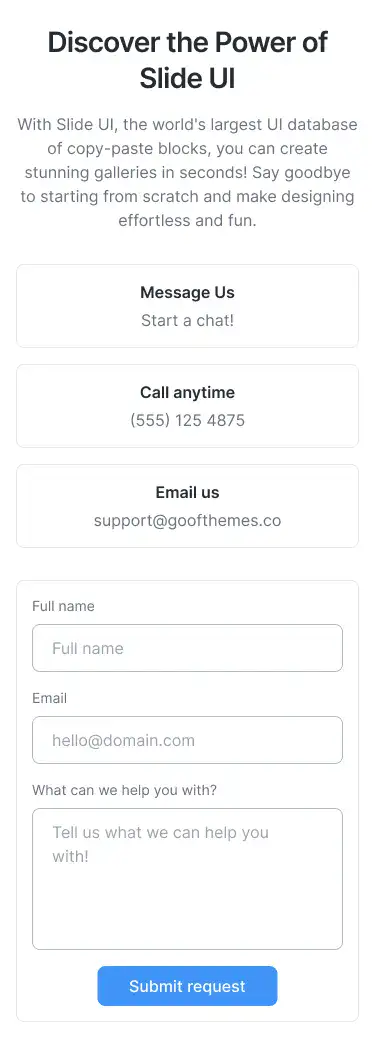 Discover the Power of
Slide UI
With Slide UI, the world's largest UI database
of copy-paste blocks, you can create
stunning galleries in seconds! Say goodbye
to starting from scratch and make designing
effortless and fun.
Message Us
Start a chat!
Call anytime
(555) 125 4875
Email us
support@goofthemes.co
Full name
Full name
Email
hello@domain.com
What can we help you with?
Tell us what we can help you
with!
Submit request